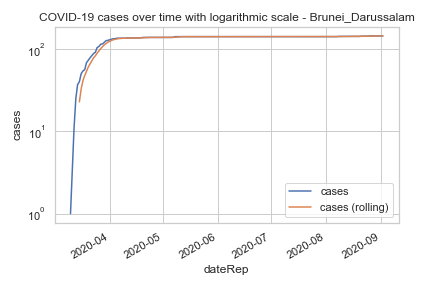 COVID-19 cases over time with logarithmic scale - Brunei_Darussalam
10²
10¹
10⁰
cases
cases
cases (rolling)
2020-04
2020-05
2020-06
2020-07
2020-08
2020-09
dateRep